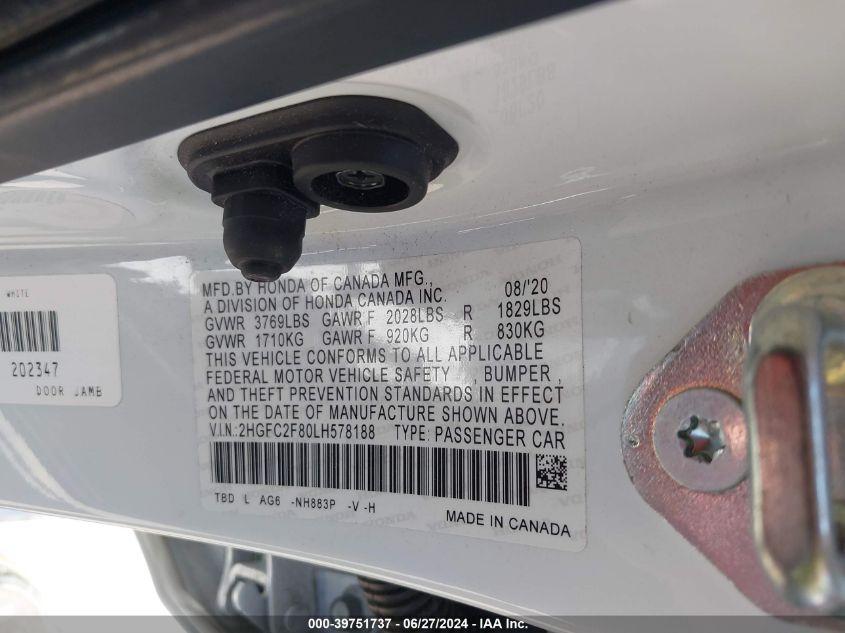 MFD.BY HONDA OF CANADA MFG., 08/'20
A DIVISION OF HONDA CANADA INC.
GVWR 3769LBS GAWR F 2028LBS R 1829LBS
GVWR 1710KG GAWR F 920KG R 830KG
THIS VEHICLE CONFORMS TO ALL APPLICABLE
FEDERAL MOTOR VEHICLE SAFETY , BUMPER ,
AND THEFT PREVENTION STANDARDS IN EFFECT
ON THE DATE OF MANUFACTURE SHOWN ABOVE.
V.I.N.:2HGFC2F80LH578188 TYPE: PASSENGER CAR
TBD L AG6 -NH883P -V -H
MADE IN CANADA
WHITE
202347
DOOR JAMB
000-39751737 - 06/27/2024 - IAA Inc.